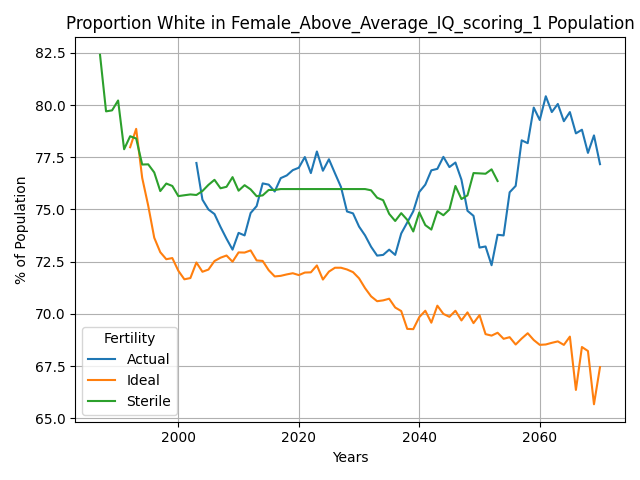 Proportion White in Female_Above_Average_IQ_scoring_1 Population
% of Population
82.5
80.0
77.5
75.0
72.5
70.0
67.5
65.0
Fertility
Actual
Ideal
Sterile
2000
2020
2040
2060
Years